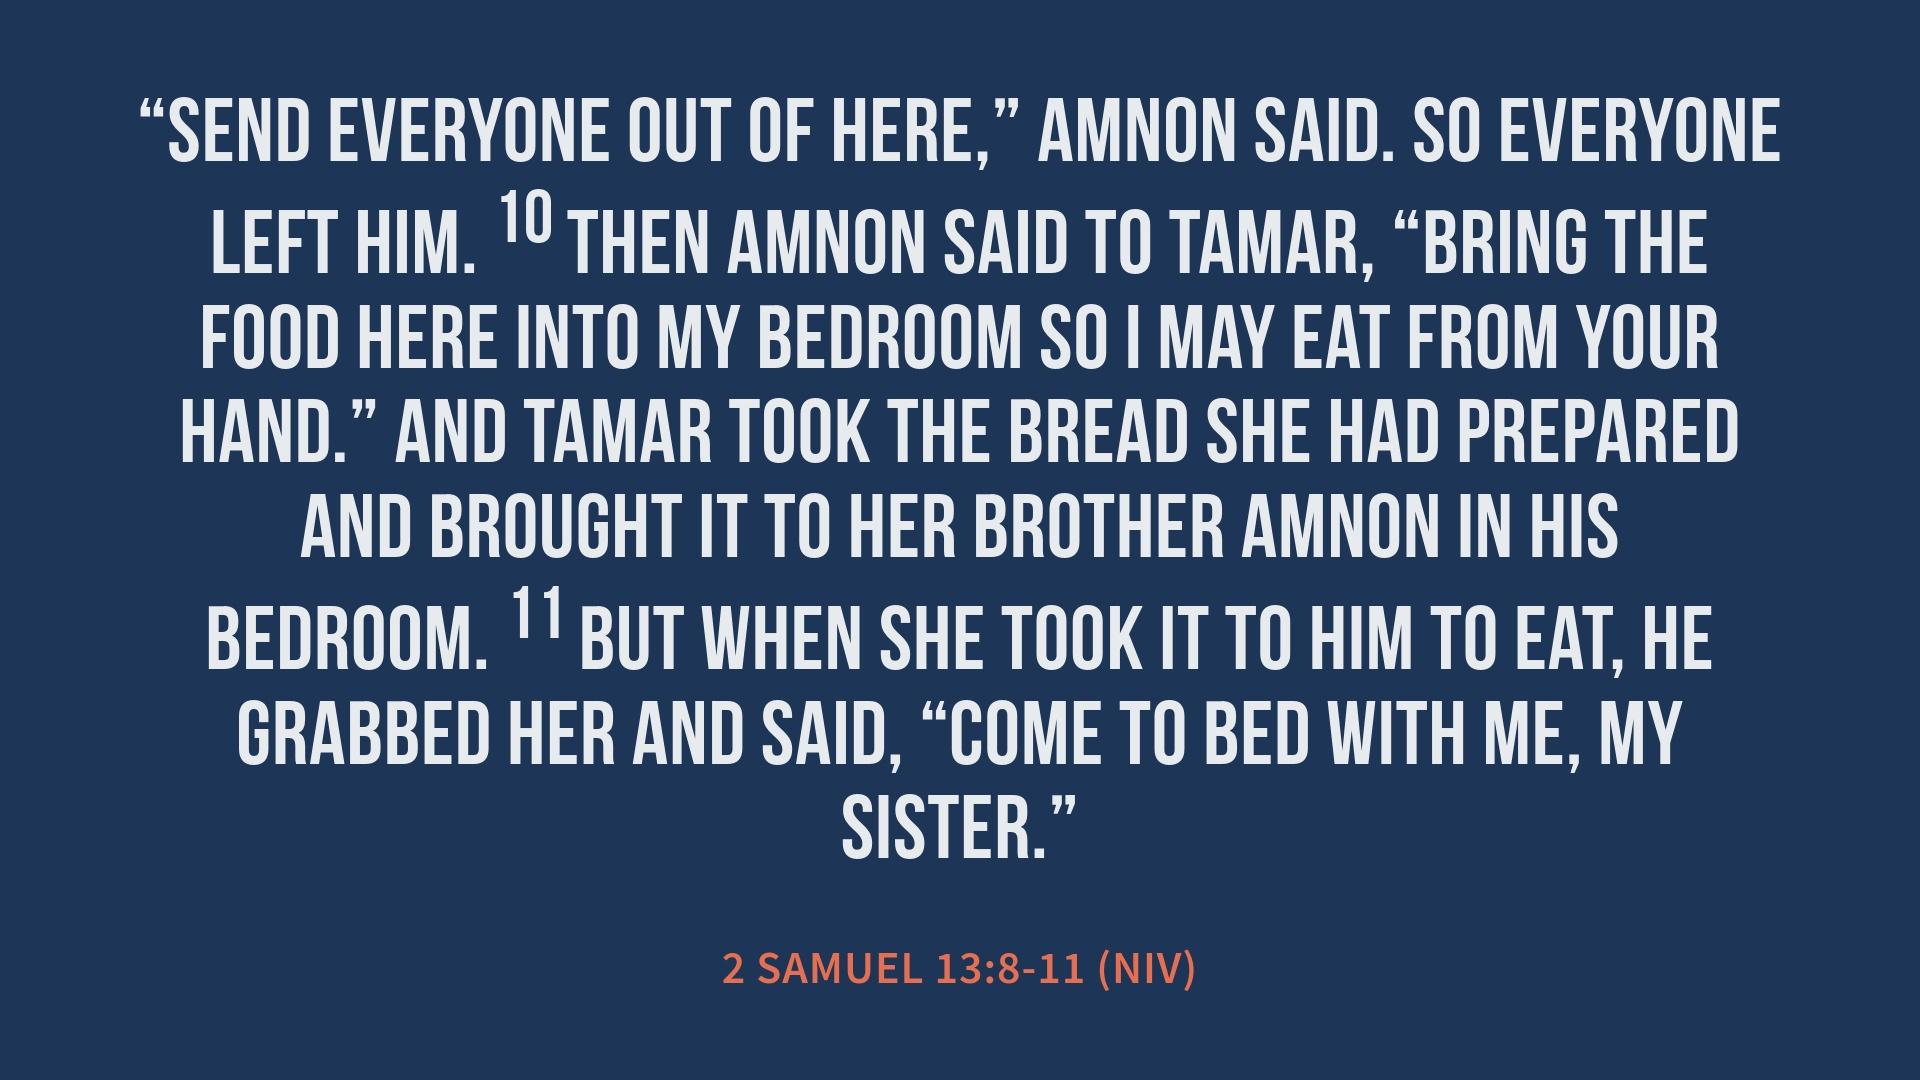 “SEND EVERYONE OUT OF HERE,” AMNON SAID. SO EVERYONE
LEFT HIM. 10 THEN AMNON SAID TO TAMAR, “BRING THE
FOOD HERE INTO MY BEDROOM SO I MAY EAT FROM YOUR
HAND.” AND TAMAR TOOK THE BREAD SHE HAD PREPARED
AND BROUGHT IT TO HER BROTHER AMNON IN HIS
BEDROOM. 11 BUT WHEN SHE TOOK IT TO HIM TO EAT, HE
GRABBED HER AND SAID, “COME TO BED WITH ME, MY
SISTER.”
2 SAMUEL 13:8-11 (NIV)